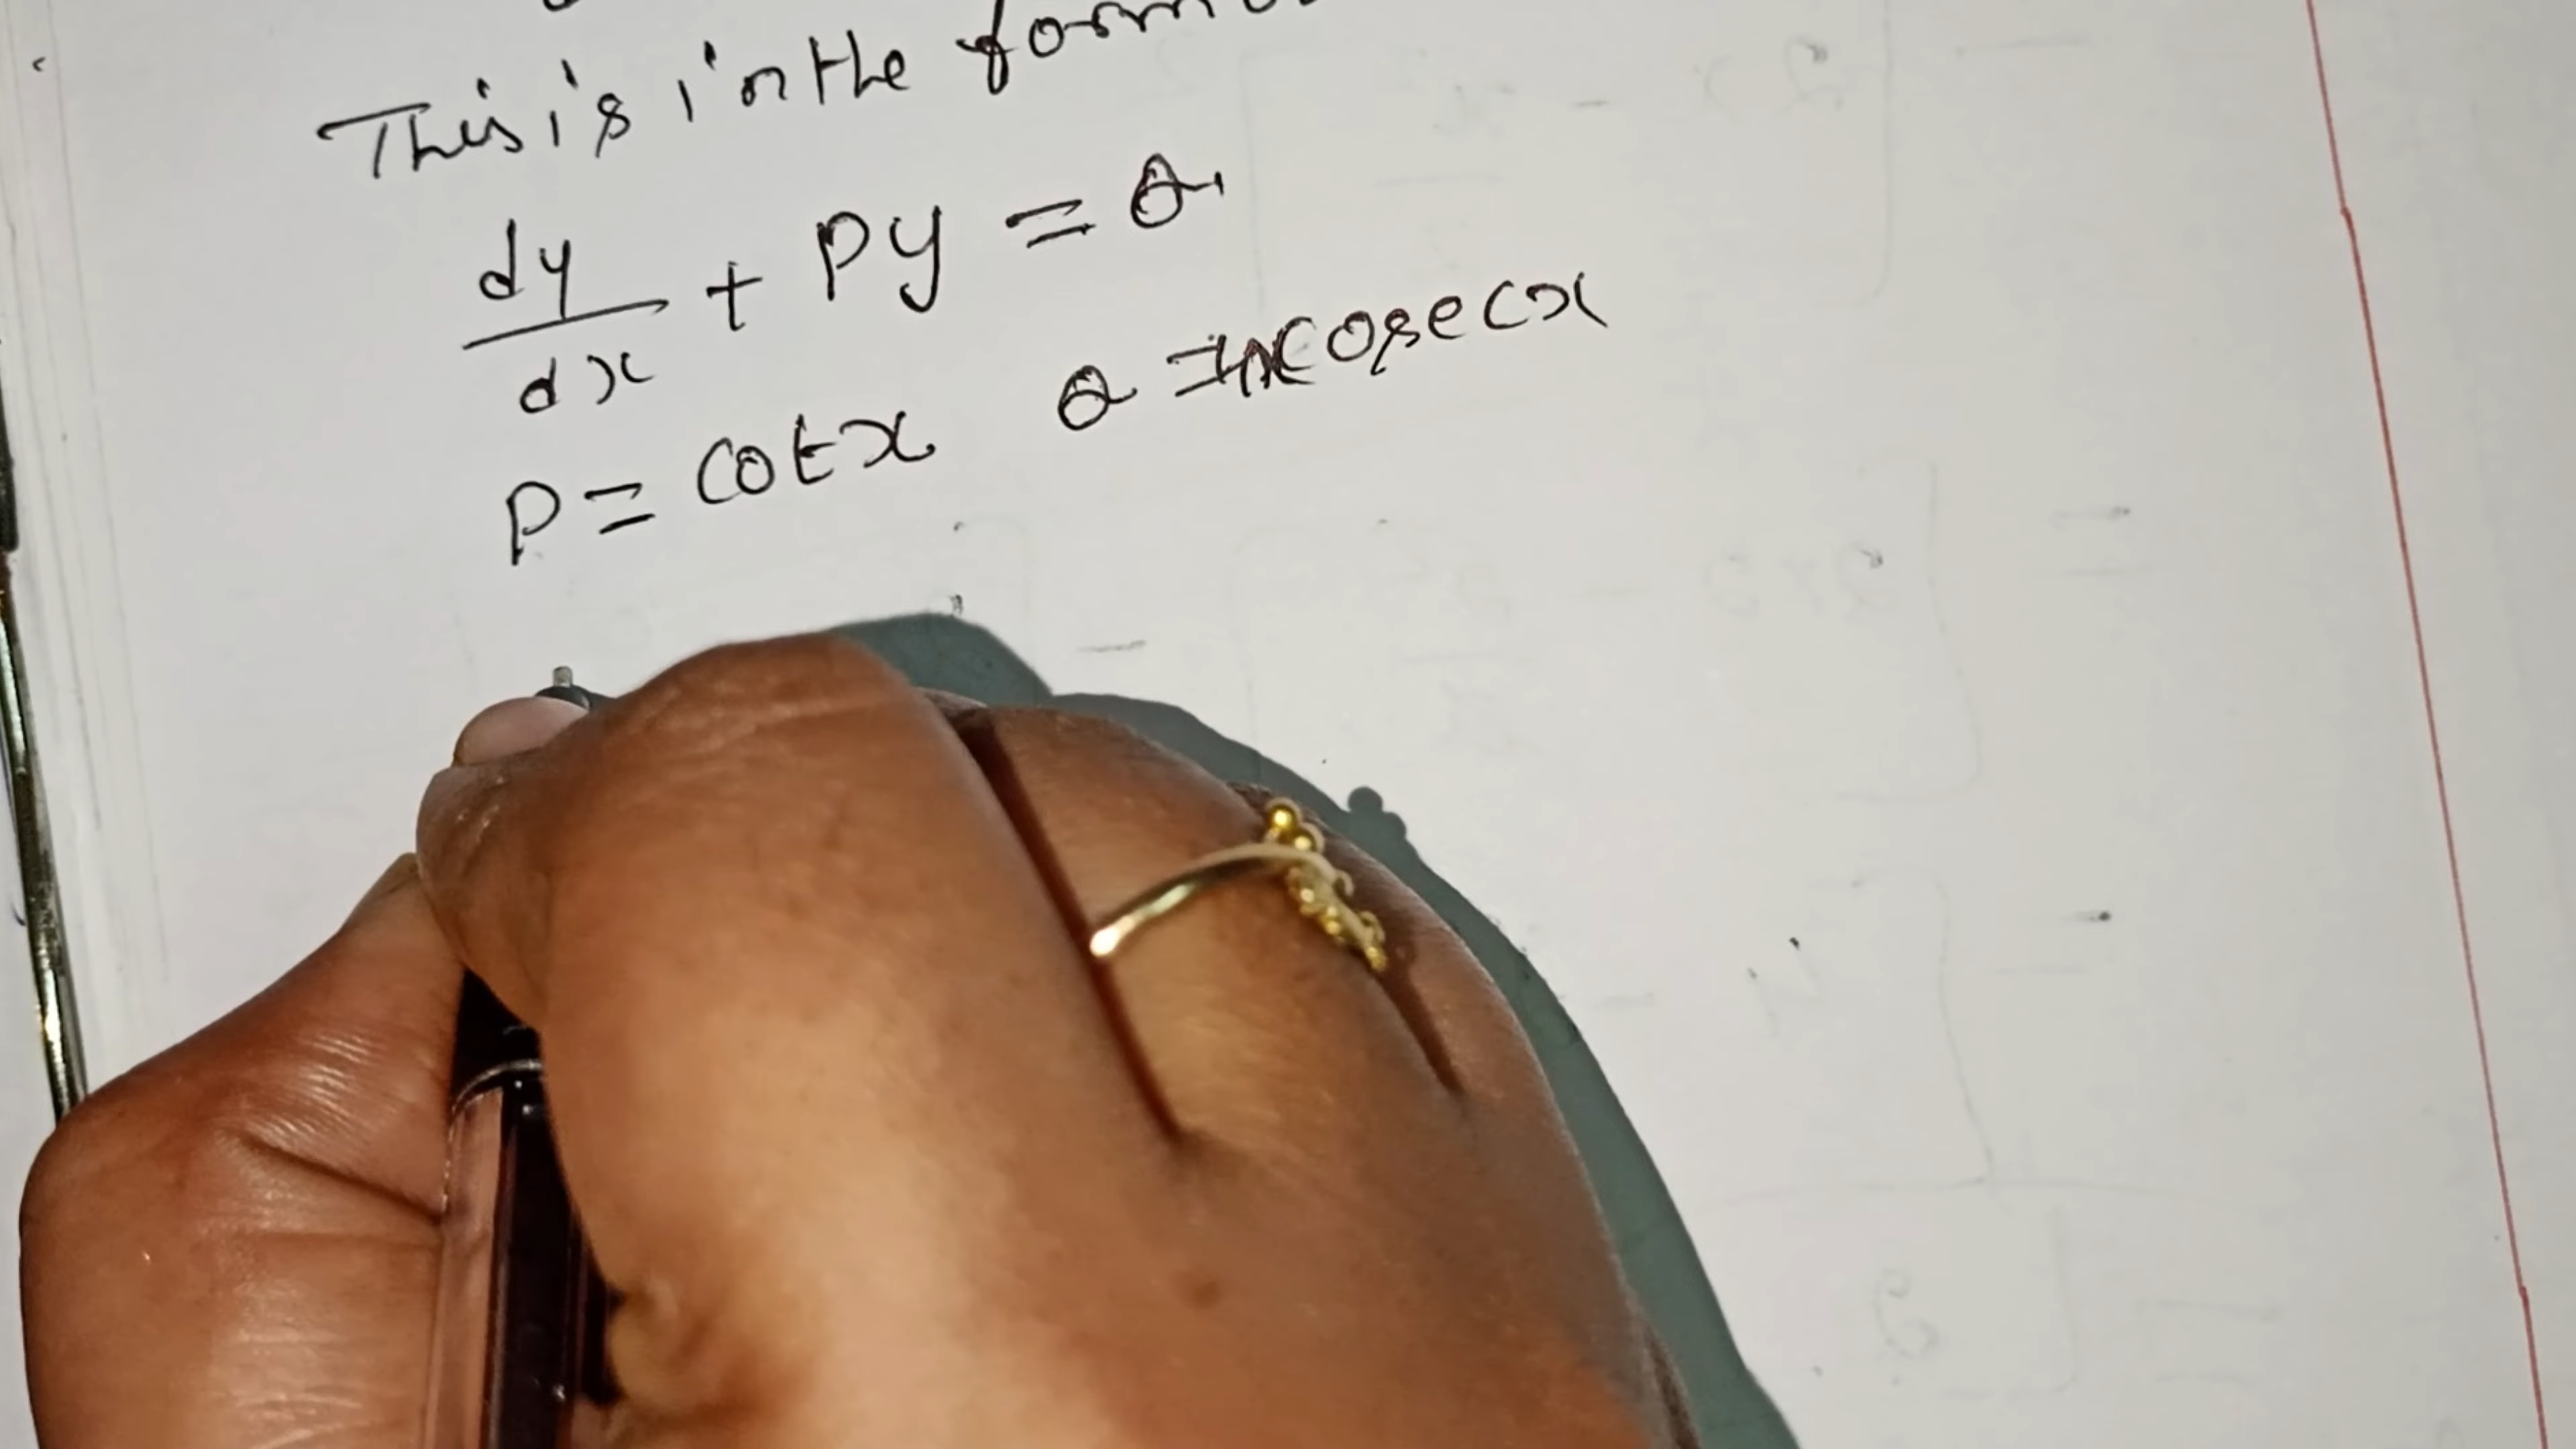 This is in the form
dy/dx + Py = Q
P = cotx Q = cosecx